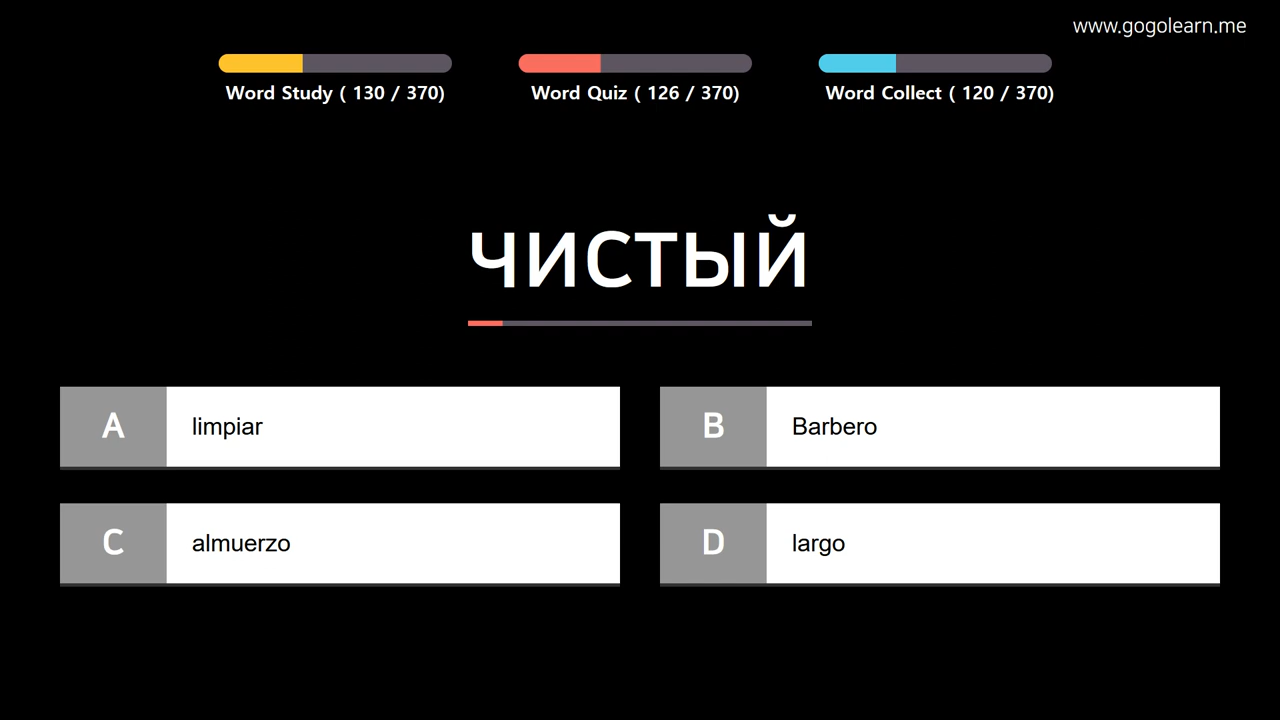 www.gogolearn.me
Word Study ( 130 / 370)
Word Quiz ( 126 / 370)
Word Collect ( 120 / 370)
чистый
A limpiar
B Barbero
C almuerzo
D largo